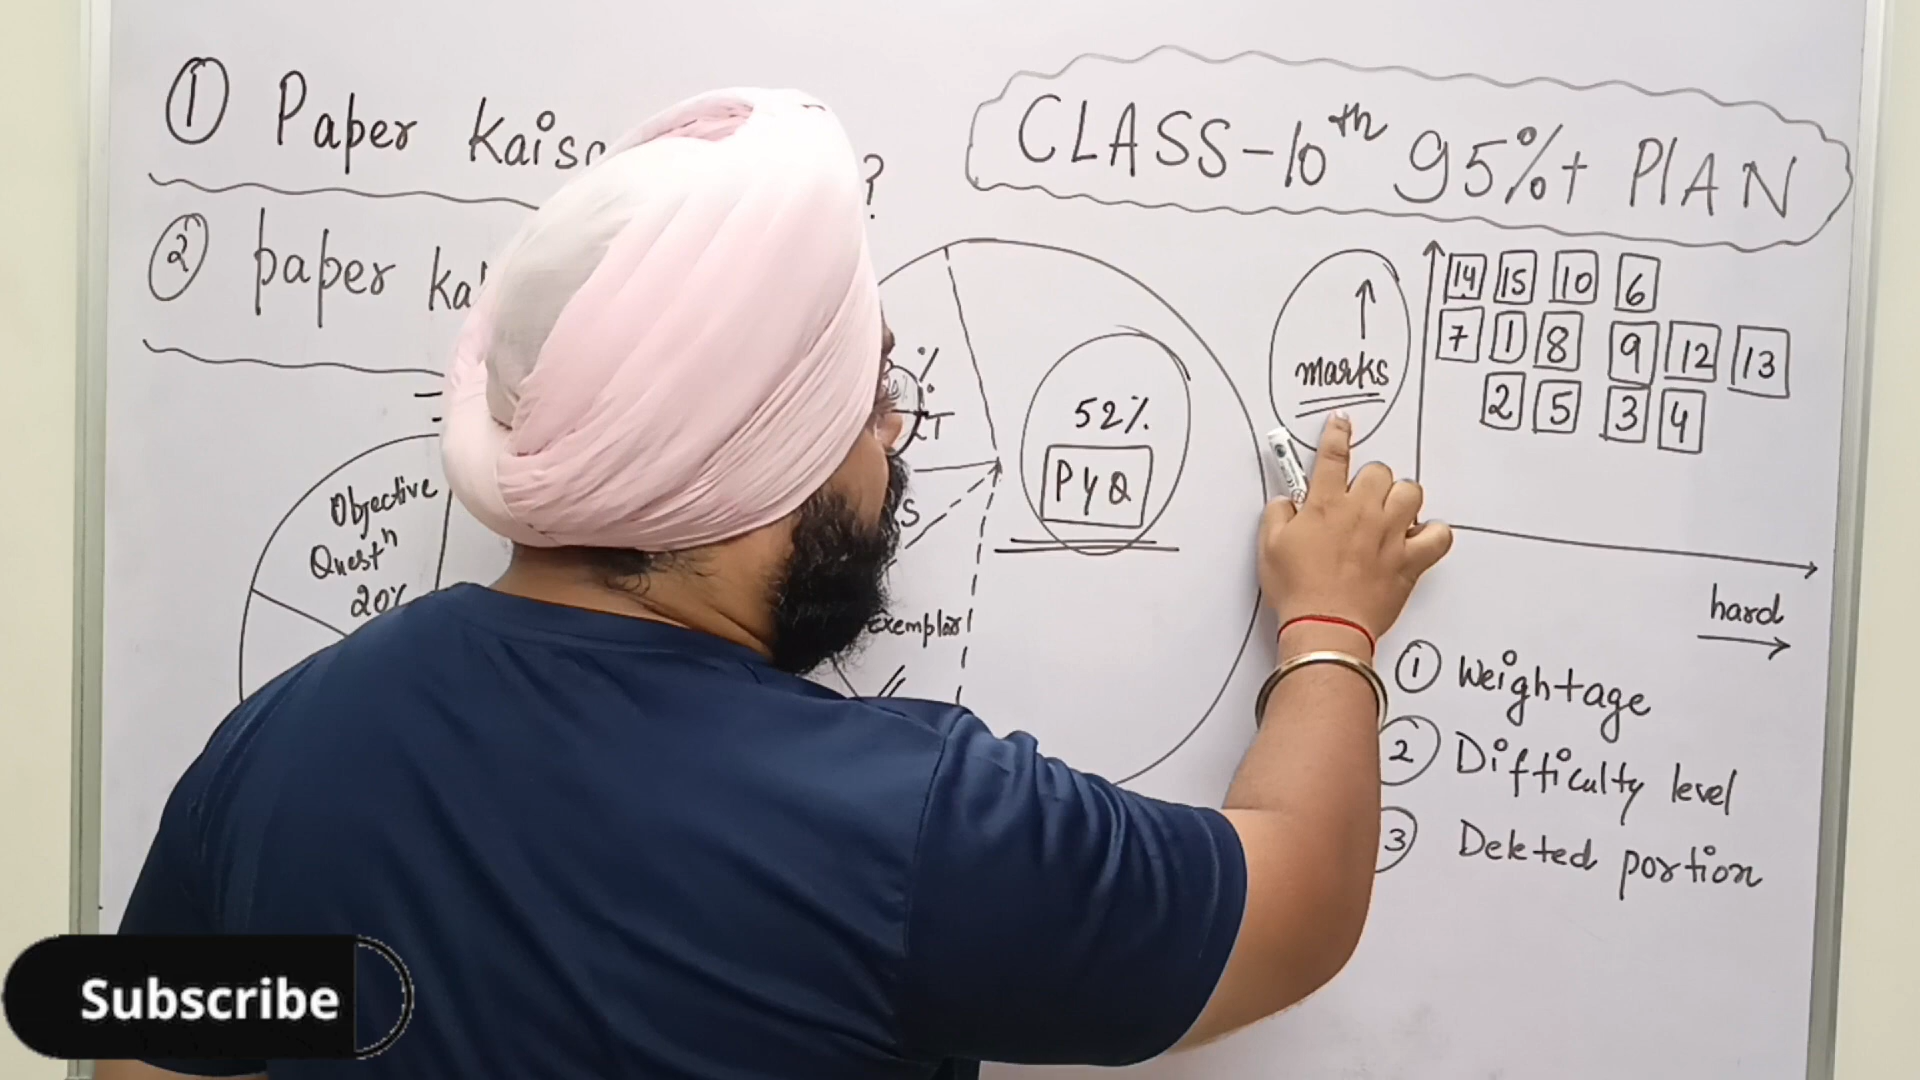 ① Paper Kaisa
?
② paper ka
CLASS-10th 95%+ PlAN
Objective
Questn
20%
%
52%
PYQ
Exemplar
marks
14 15 10 6
7 1 8 9 12 13
2 5 3 4
hard
① Weightage
② Difficulty level
③ Deleted portion
Subscribe